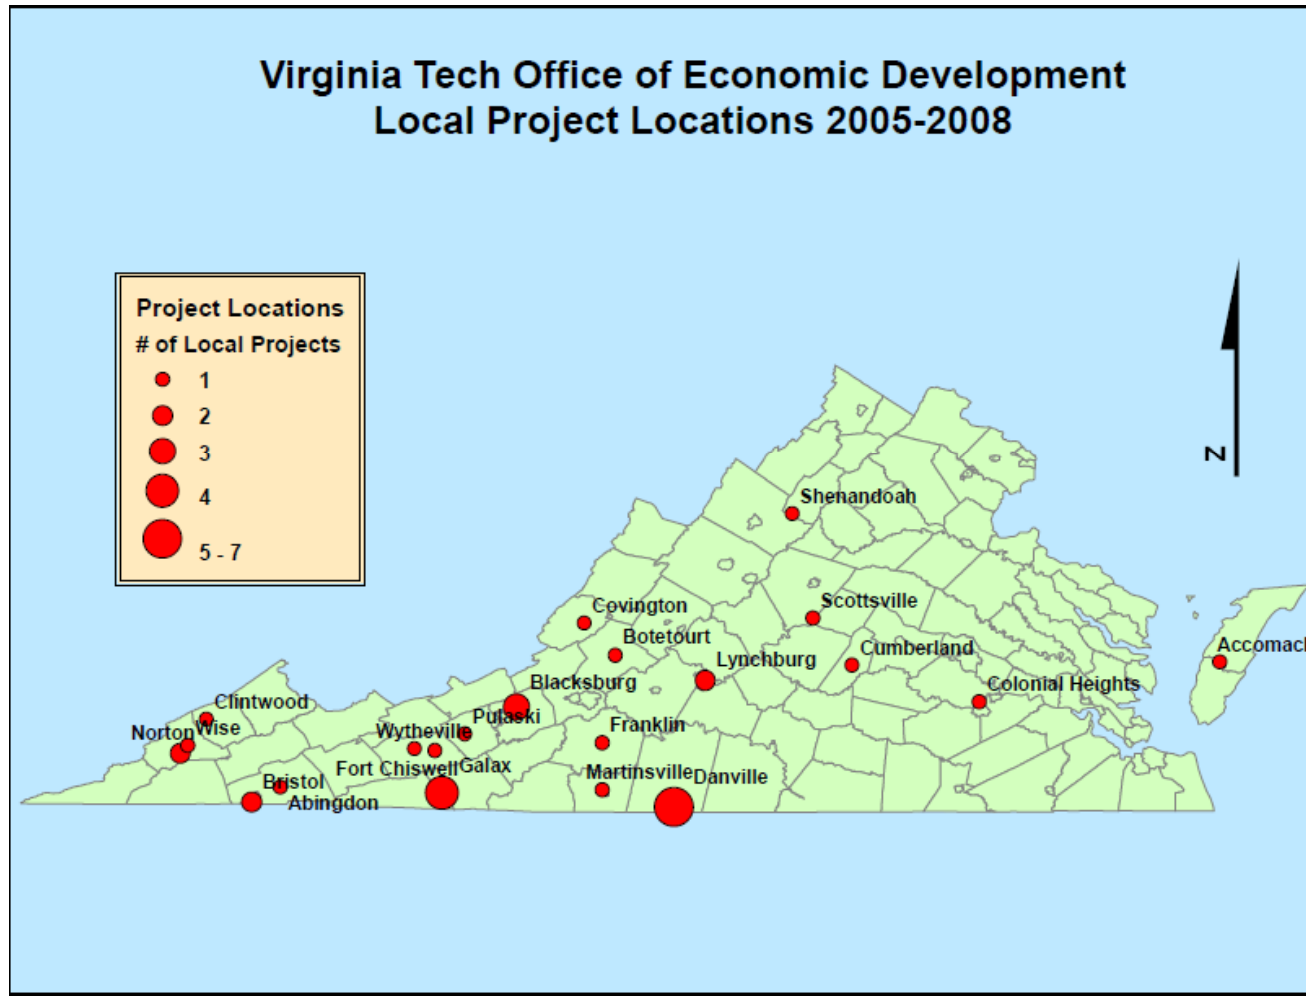 Virginia Tech Office of Economic Development
Local Project Locations 2005-2008
Project Locations
# of Local Projects
1
2
3
4
5 - 7
N
Shenandoah
Covington
Scottsville
Botetourt
Accomack
Lynchburg
Cumberland
Blacksburg
Colonial Heights
Clintwood
Pulaski
Franklin
Norton
Wise
Wytheville
Fort Chiswell
Galax
Martinsville
Danville
Bristol
Abingdon